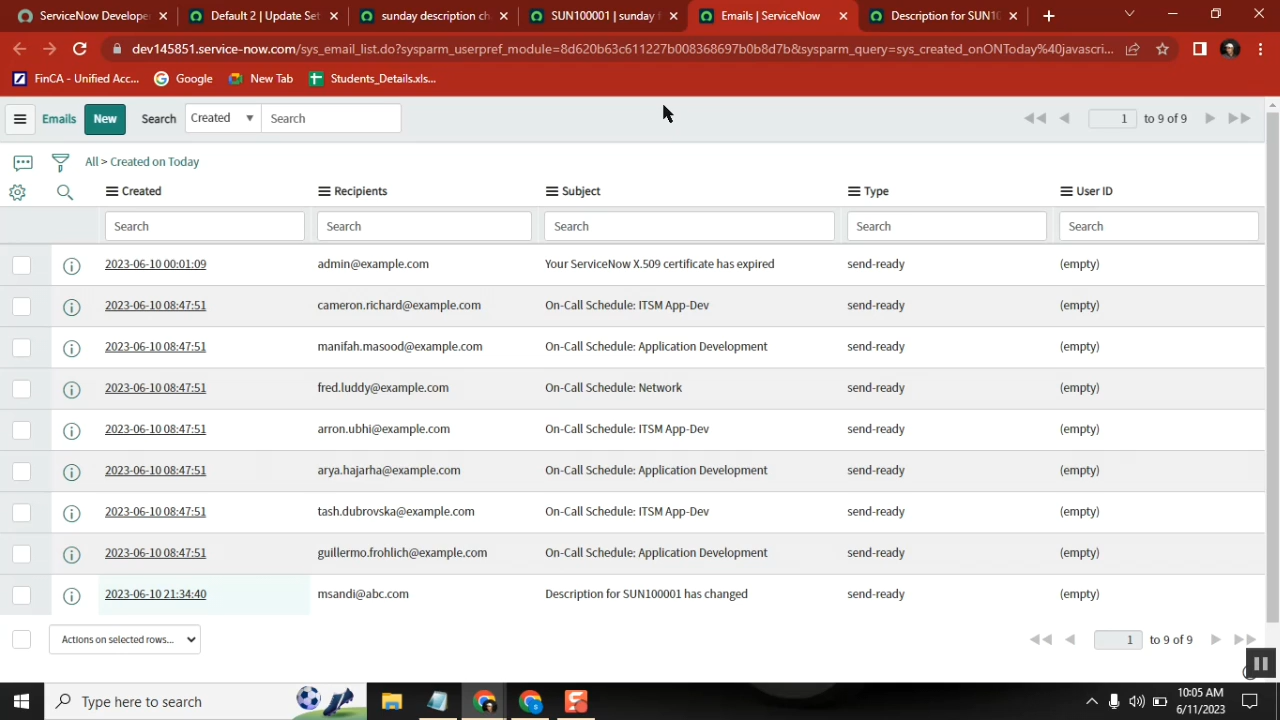 ServiceNow Develope
Default 2 | Update Set
sunday description ch
SUN100001 | sunday f
Emails | ServiceNow
Description for SUN10
dev145851.service-now.com/sys_email_list.do?sysparm_userpref_module=8d620b63c611227b008368697b0b8d7b&sysparm_query=sys_created_onONToday%40javascri...
FinCA - Unified Acc...
Google
New Tab
Students_Details.xls...
Emails
New
Search
Created
Search
1 to 9 of 9
All > Created on Today
Created
Recipients
Subject
Type
User ID
Search
Search
Search
Search
Search
2023-06-10 00:01:09 admin@example.com Your ServiceNow X.509 certificate has expired send-ready (empty)
2023-06-10 08:47:51 cameron.richard@example.com On-Call Schedule: ITSM App-Dev send-ready (empty)
2023-06-10 08:47:51 manifah.masood@example.com On-Call Schedule: Application Development send-ready (empty)
2023-06-10 08:47:51 fred.luddy@example.com On-Call Schedule: Network send-ready (empty)
2023-06-10 08:47:51 arron.ubhi@example.com On-Call Schedule: ITSM App-Dev send-ready (empty)
2023-06-10 08:47:51 arya.hajarha@example.com On-Call Schedule: Application Development send-ready (empty)
2023-06-10 08:47:51 tash.dubrovska@example.com On-Call Schedule: ITSM App-Dev send-ready (empty)
2023-06-10 08:47:51 guillermo.frohlich@example.com On-Call Schedule: Application Development send-ready (empty)
2023-06-10 21:34:40 msandi@abc.com Description for SUN100001 has changed send-ready (empty)
Actions on selected rows...
1 to 9 of 9
Type here to search
10:05 AM
6/11/2023